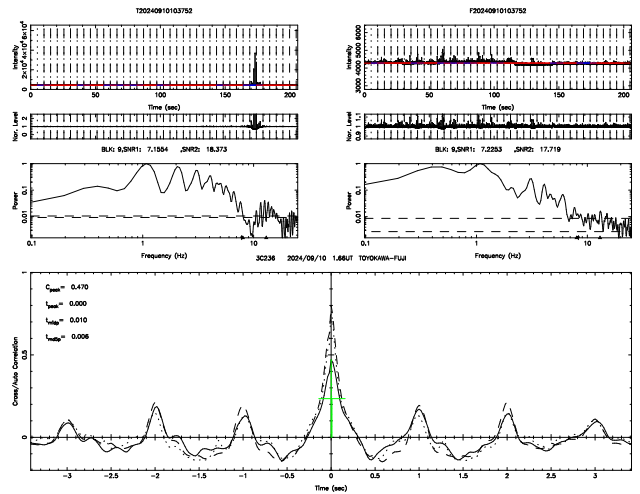 T20240910103752
F20240910103752
Intensity
2×10⁴ 4×10⁴ 6×10⁴
0
0 50 100 150 200
Time (sec)
Intensity
3000 4000 5000 6000
0 50 100 150 200
Time (sec)
Nor. Level
0 1 2
Nor. Level
0.9 1 1.1
BLK: 9,SNR1: 7.1554 ,SNR2: 18.373
BLK: 9,SNR1: 7.2253 ,SNR2: 17.719
Power
1
0.1
0.01
0.1 1 10
Frequency (Hz)
Power
1
0.1
0.01
0.1 1 10
Frequency (Hz)
3C236 2024/09/10 1.66UT TOYOKAWA-FUJI
Cpeak= 0.470
tpeak= 0.000
tmidp= 0.010
Cross/Auto Correlation
1
0.5
0
−3 −2.5 −2 −1.5 −1 −0.5 0 0.5 1 1.5 2 2.5 3
Time (sec)